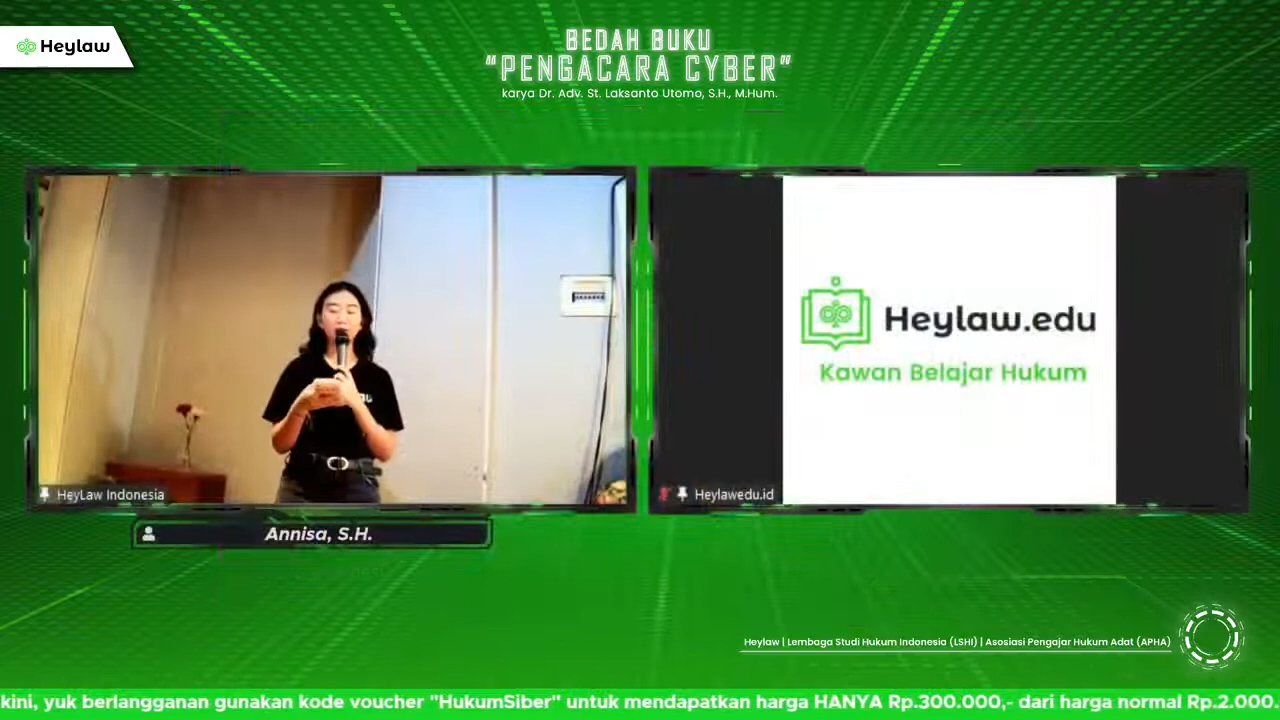 Heylaw
BEDAH BUKU
"PENGACARA CYBER"
karya Dr. Adv. St. Laksanto Utomo, S.H., M.Hum.
Heylaw.edu
Kawan Belajar Hukum
HeyLaw Indonesia
Heylawedu.id
Annisa, S.H.
Heylaw | Lembaga Studi Hukum Indonesia (LSHI) | Asosiasi Pengajar Hukum Adat (APHA)
kini, yuk berlangganan gunakan kode voucher "HukumSiber" untuk mendapatkan harga HANYA Rp.300.000,- dari harga normal Rp.2.000.